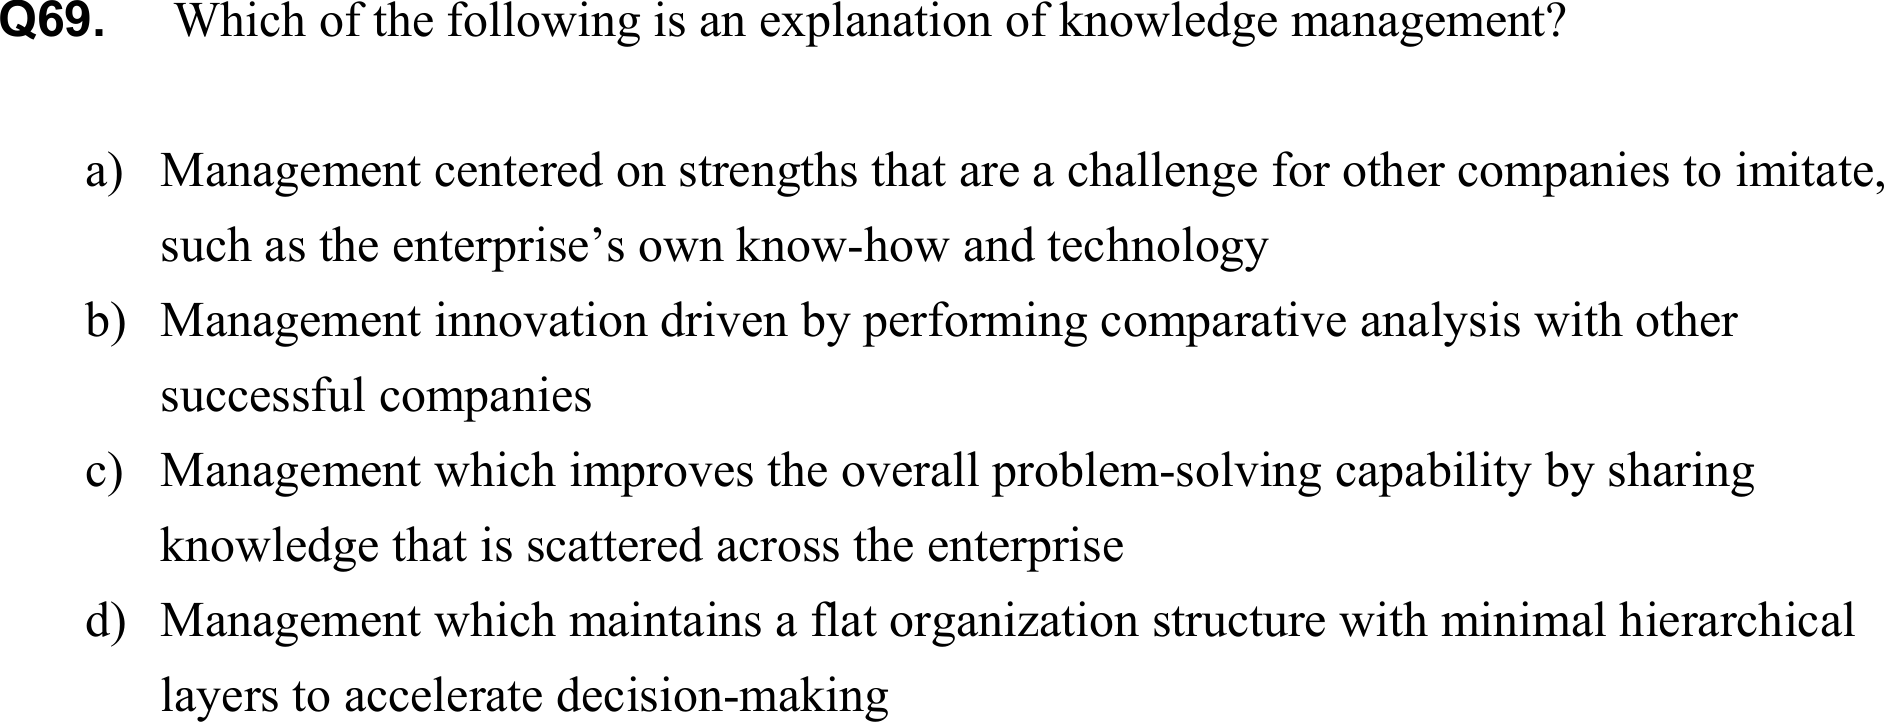 Q69. Which of the following is an explanation of knowledge management?
a) Management centered on strengths that are a challenge for other companies to imitate,
such as the enterprise’s own know-how and technology
b) Management innovation driven by performing comparative analysis with other
successful companies
c) Management which improves the overall problem-solving capability by sharing
knowledge that is scattered across the enterprise
d) Management which maintains a flat organization structure with minimal hierarchical
layers to accelerate decision-making